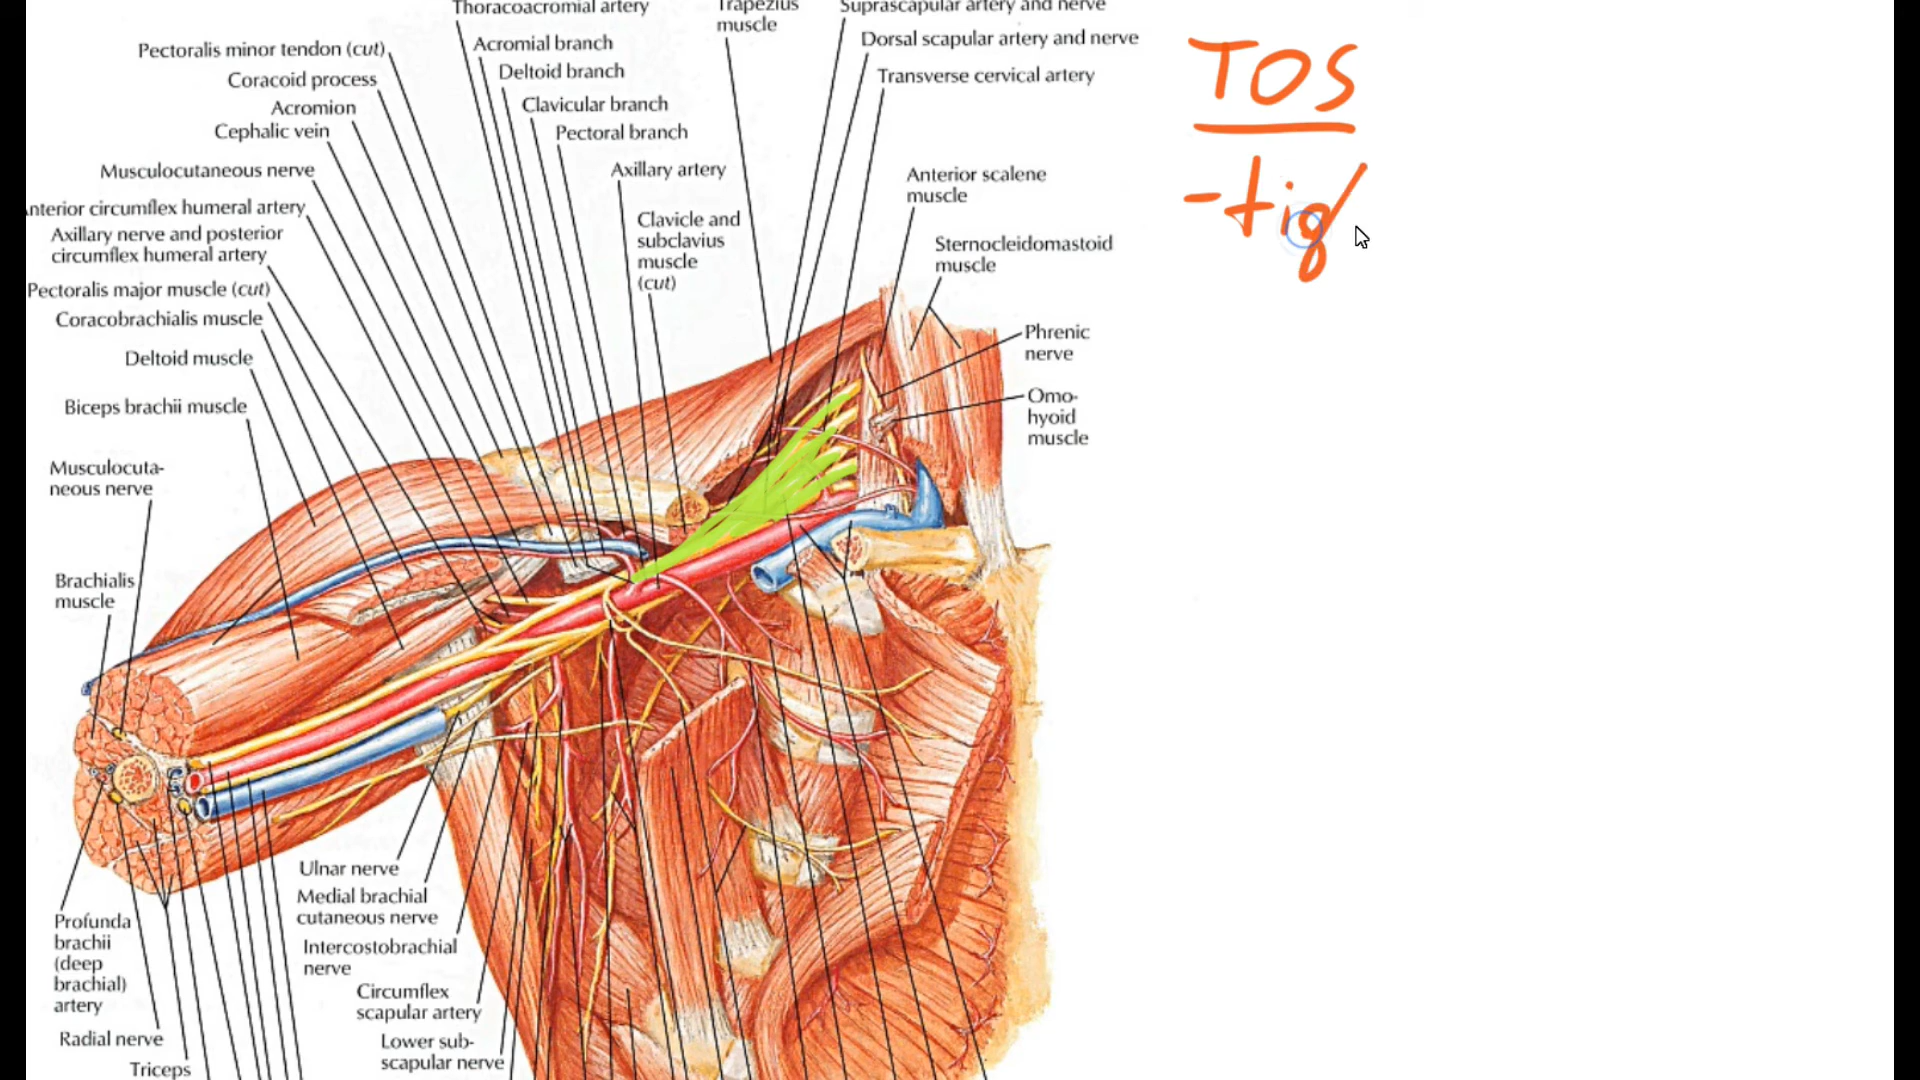 Thoracoacromial artery
Trapezius
muscle
Suprascapular artery and nerve
Pectoralis minor tendon (cut)
Acromial branch
Dorsal scapular artery and nerve
Coracoid process
Deltoid branch
Transverse cervical artery
Acromion
Clavicular branch
Cephalic vein
Pectoral branch
Musculocutaneous nerve
Axillary artery
Anterior scalene
muscle
nterior circumflex humeral artery
Clavicle and
subclavius
muscle
(cut)
Axillary nerve and posterior
circumflex humeral artery
Sternocleidomastoid
muscle
Pectoralis major muscle (cut)
Coracobrachialis muscle
Phrenic
nerve
Deltoid muscle
Omo-
hyoid
muscle
Biceps brachii muscle
Musculocuta-
neous nerve
Brachialis
muscle
Ulnar nerve
Medial brachial
cutaneous nerve
Profunda
brachii
(deep
brachial)
artery
Intercostobrachial
nerve
Circumflex
scapular artery
Radial nerve
Lower sub-
scapular nerve
Triceps
TOS
-tig